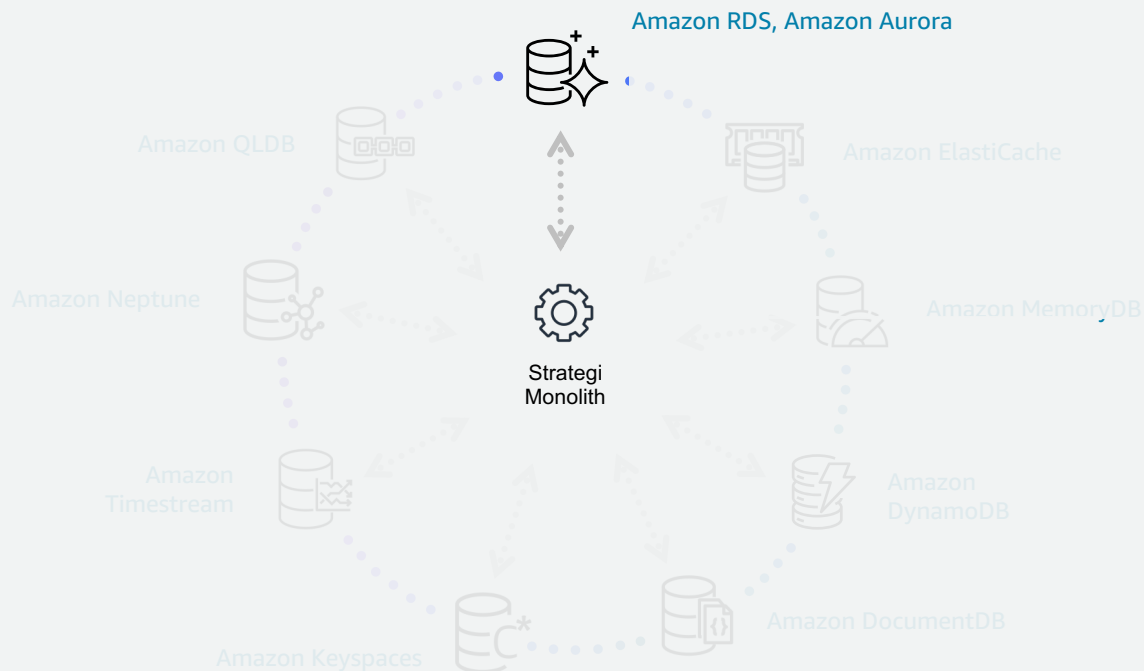 Amazon RDS, Amazon Aurora
Amazon QLDB
Amazon ElastiCache
Amazon Neptune
Amazon MemoryDB
Strategi
Monolith
Amazon
Timestream
Amazon
DynamoDB
Amazon DocumentDB
Amazon Keyspaces